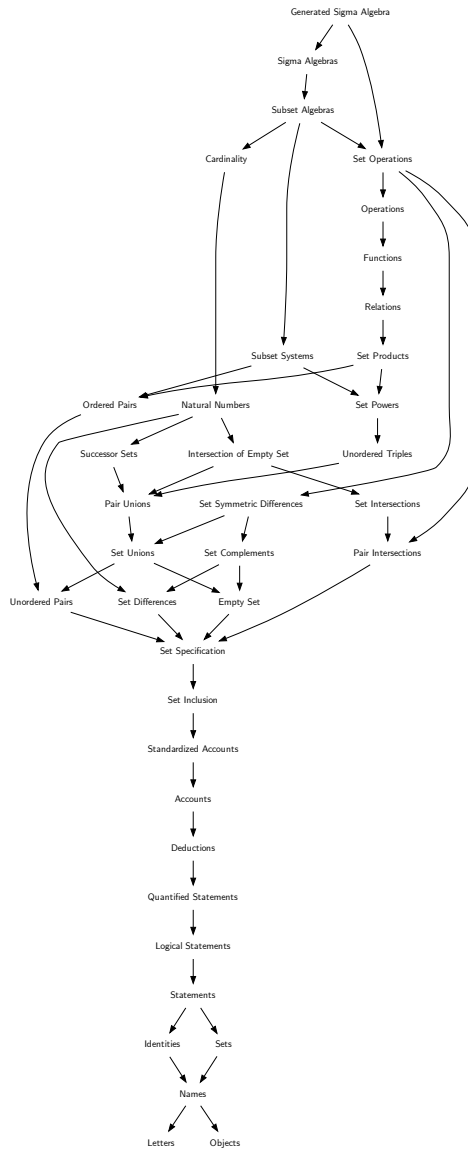 Generated Sigma Algebra
Sigma Algebras
Subset Algebras
Cardinality
Set Operations
Operations
Functions
Relations
Subset Systems
Set Products
Ordered Pairs
Natural Numbers
Set Powers
Successor Sets
Intersection of Empty Set
Unordered Triples
Pair Unions
Set Symmetric Differences
Set Intersections
Set Unions
Set Complements
Pair Intersections
Unordered Pairs
Set Differences
Empty Set
Set Specification
Set Inclusion
Standardized Accounts
Accounts
Deductions
Quantified Statements
Logical Statements
Statements
Identities
Sets
Names
Letters
Objects